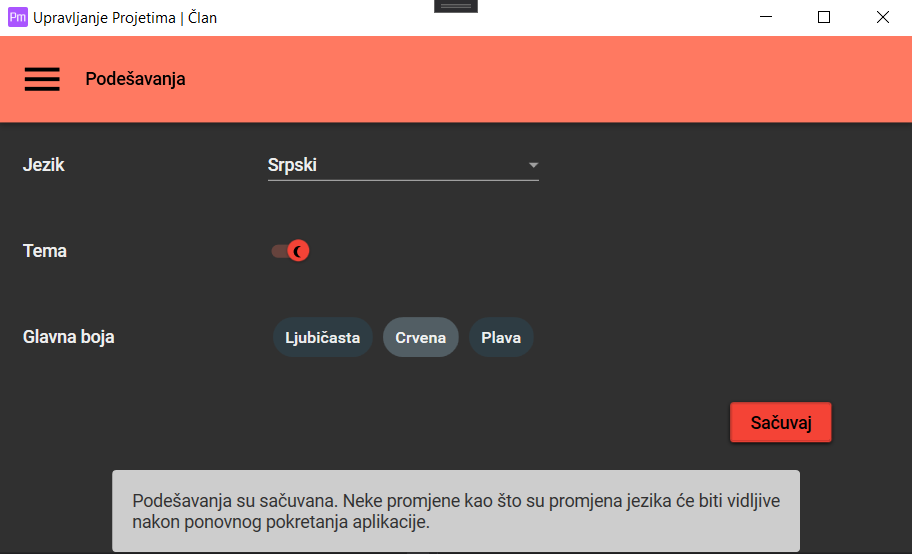 Pm Upravljanje Projetima | Član
Podešavanja
Jezik Srpski
Tema
Glavna boja Ljubičasta Crvena Plava
Sačuvaj
Podešavanja su sačuvana. Neke promjene kao što su promjena jezika će biti vidljive
nakon ponovnog pokretanja aplikacije.